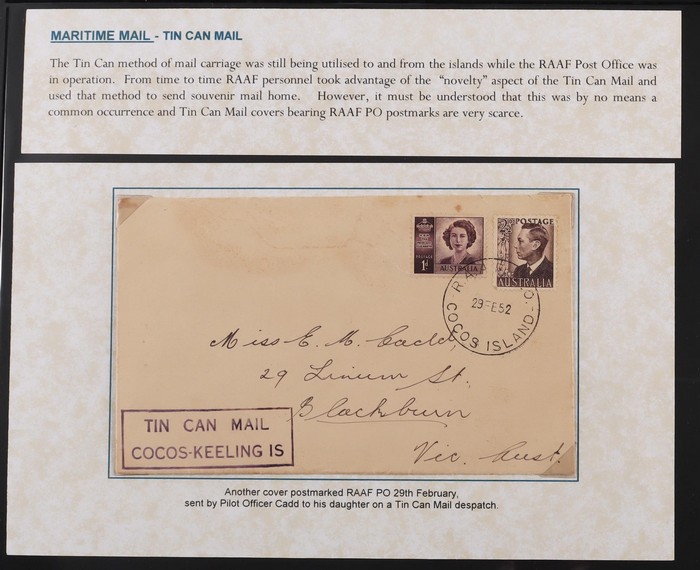 MARITIME MAIL - TIN CAN MAIL
The Tin Can method of mail carriage was still being utilised to and from the islands while the RAAF Post Office was
in operation. From time to time RAAF personnel took advantage of the "novelty" aspect of the Tin Can Mail and
used that method to send souvenir mail home. However, it must be understood that this was by no means a
common occurrence and Tin Can Mail covers bearing RAAF PO postmarks are very scarce.
POSTAGE
1d
AUSTRALIA
POSTAGE
AUSTRALIA
29FE52
COCOS ISLAND
Miss E. M. Cadd,
29 Linum St.
Blackburn
Vic. Aust.
TIN CAN MAIL
COCOS-KEELING IS
Another cover postmarked RAAF PO 29th February,
sent by Pilot Officer Cadd to his daughter on a Tin Can Mail despatch.